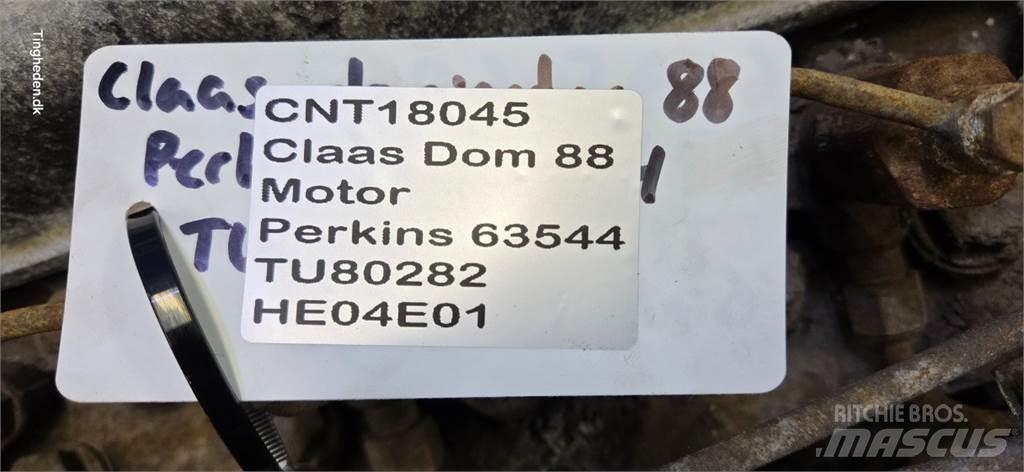 Tingheden.dk
Claas 88
CNT18045
Claas Dom 88
Motor
Perkins 63544
TU80282
HE04E01
RITCHIE BROS.
MASCUS